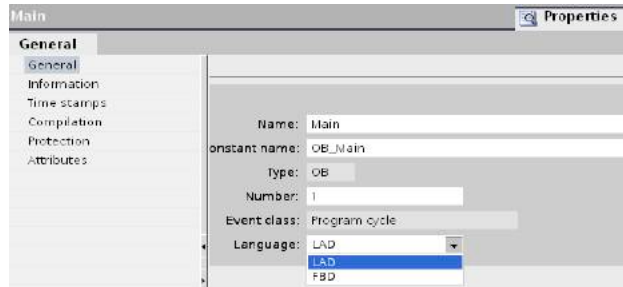 Main
Properties
General
General
Information
Time stamps
Compilation
Protection
Attributes
Name: Main
onstant name: OB_Main
Type: OB
Number: 1
Event class: Program cycle
Language: LAD
LAD
FBD